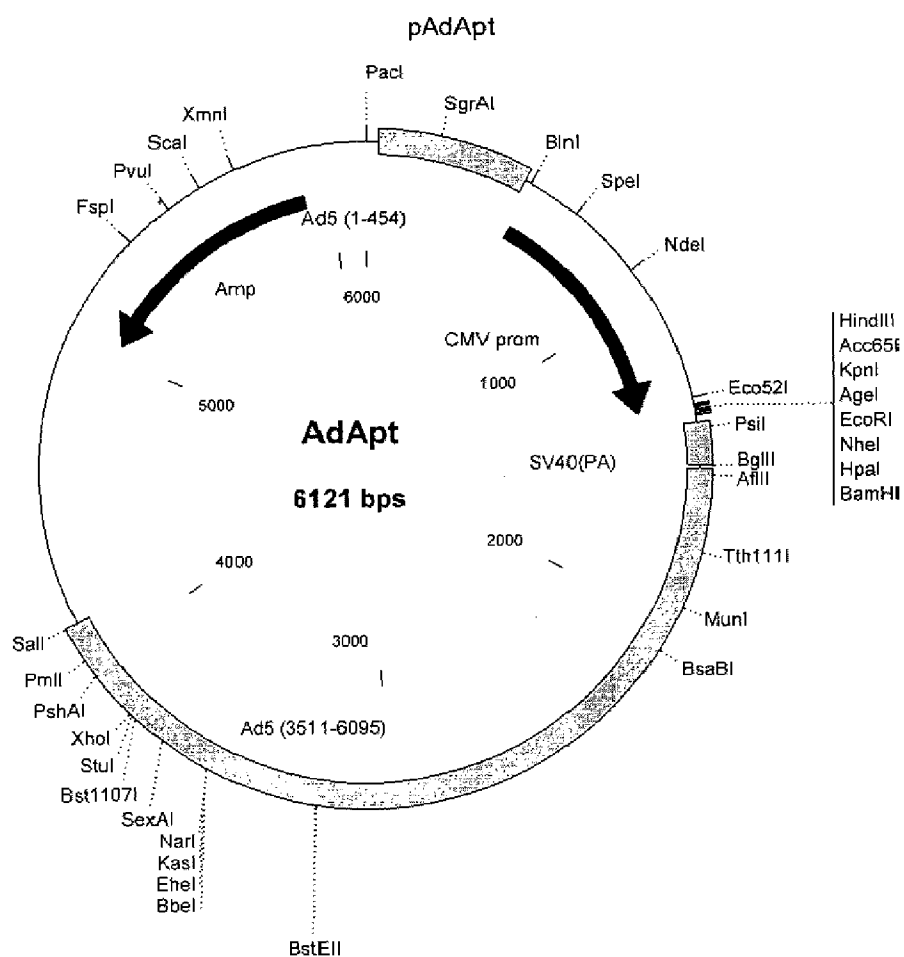 pAdApt
PacI
SgrAI
XmnI
BlnI
ScaI
SpeI
PvuI
FspI
NdeI
Ad5 (1-454)
Amp
6000
CMV prom
1000
5000
HindIII
Acc65I
KpnI
AgeI
EcoRI
NheI
HpaI
BamHI
Eco52I
PsiI
BglII
AflII
AdApt
SV40(PA)
6121 bps
2000
4000
Tth111I
MunI
BsaBI
3000
SalI
PmlI
PshAI
XhoI
StuI
Bst1107I
SexAI
NarI
KasI
EheI
BbeI
Ad5 (3511-6095)
BstEII